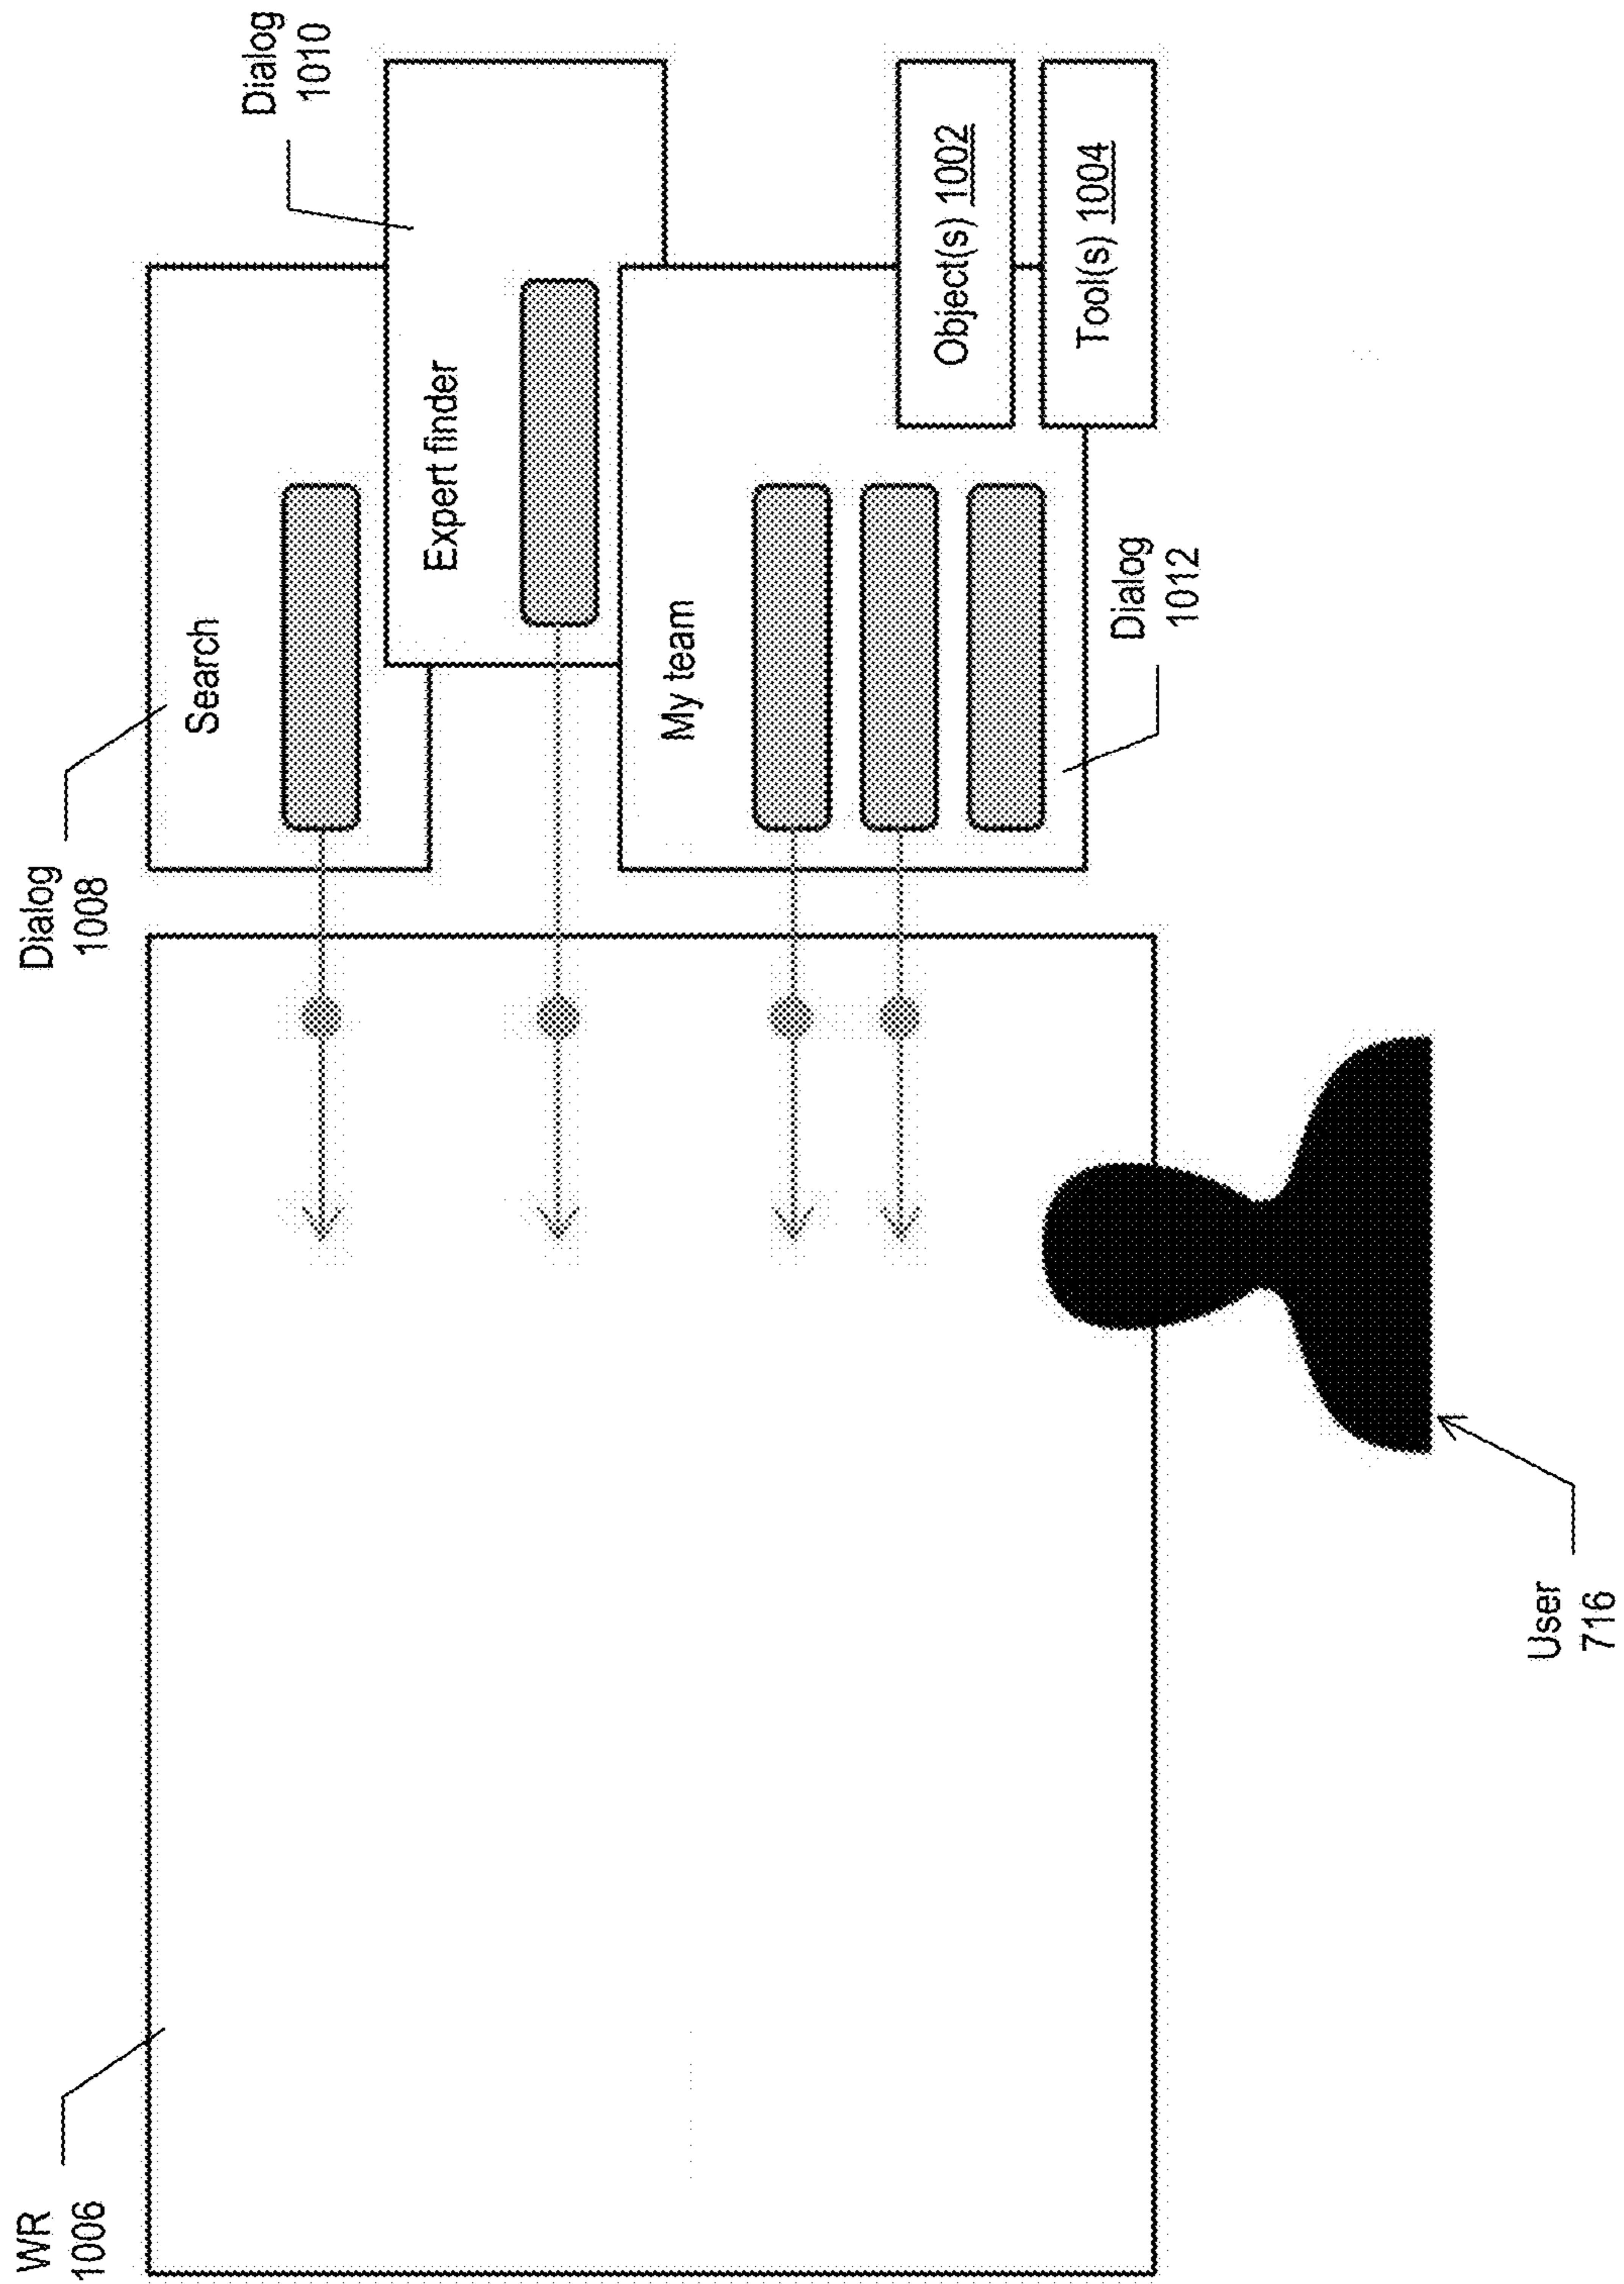 WR
1006
Dialog
1008
Dialog
1010
Search
Expert finder
My team
Object(s) 1002
Tool(s) 1004
Dialog
1012
User
716